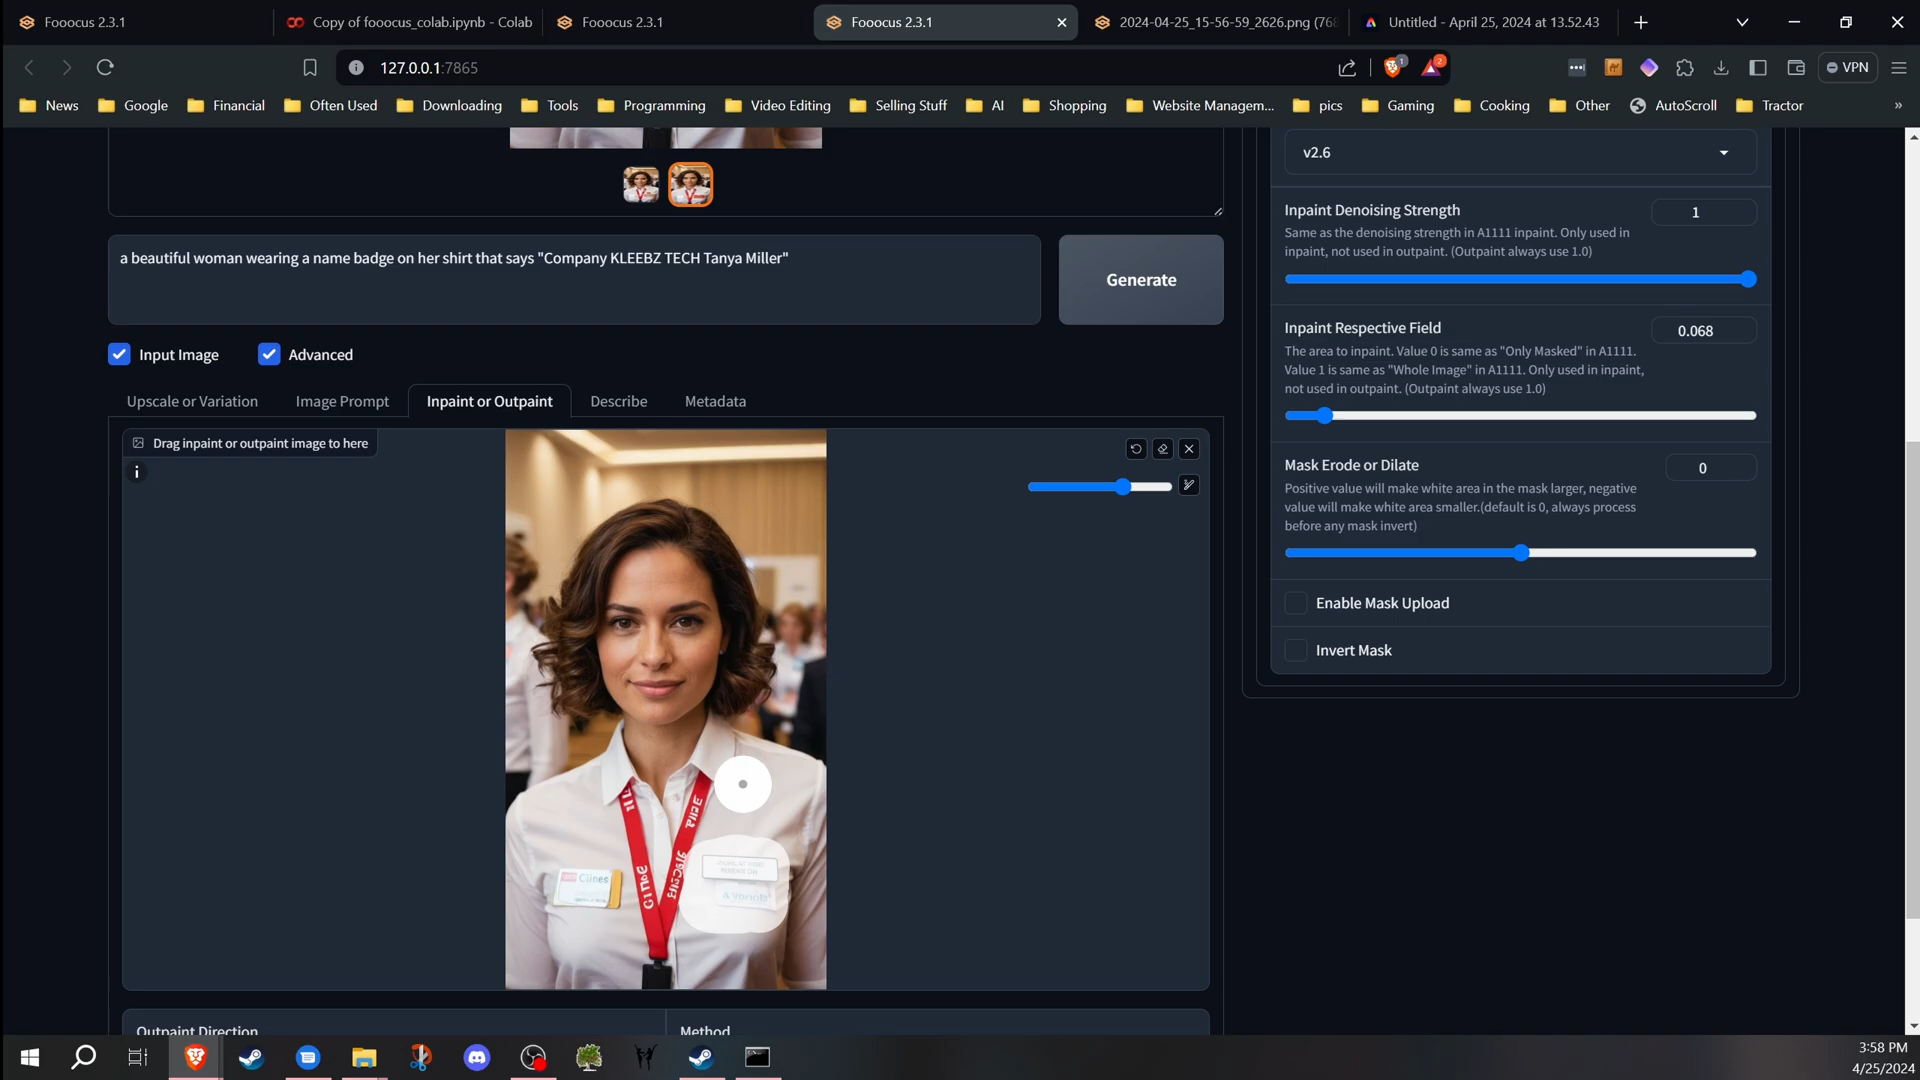 Fooocus 2.3.1
Copy of fooocus_colab.ipynb - Colab
Fooocus 2.3.1
Fooocus 2.3.1
2024-04-25_15-56-59_2626.png (768
Untitled - April 25, 2024 at 13.52.43
127.0.0.1:7865
1
2
VPN
News
Google
Financial
Often Used
Downloading
Tools
Programming
Video Editing
Selling Stuff
AI
Shopping
Website Managem...
pics
Gaming
Cooking
Other
AutoScroll
Tractor
»
v2.6
Inpaint Denoising Strength
1
Same as the denoising strength in A1111 inpaint. Only used in
inpaint, not used in outpaint. (Outpaint always use 1.0)
a beautiful woman wearing a name badge on her shirt that says "Company KLEEBZ TECH Tanya Miller"
Generate
Inpaint Respective Field
0.068
The area to inpaint. Value 0 is same as "Only Masked" in A1111.
Value 1 is same as "Whole Image" in A1111. Only used in inpaint,
not used in outpaint. (Outpaint always use 1.0)
Input Image
Advanced
Upscale or Variation
Image Prompt
Inpaint or Outpaint
Describe
Metadata
Drag inpaint or outpaint image to here
Mask Erode or Dilate
0
Positive value will make white area in the mask larger, negative
value will make white area smaller.(default is 0, always process
before any mask invert)
Enable Mask Upload
Invert Mask
Clines
Outpaint Direction
Method
3:58 PM
4/25/2024